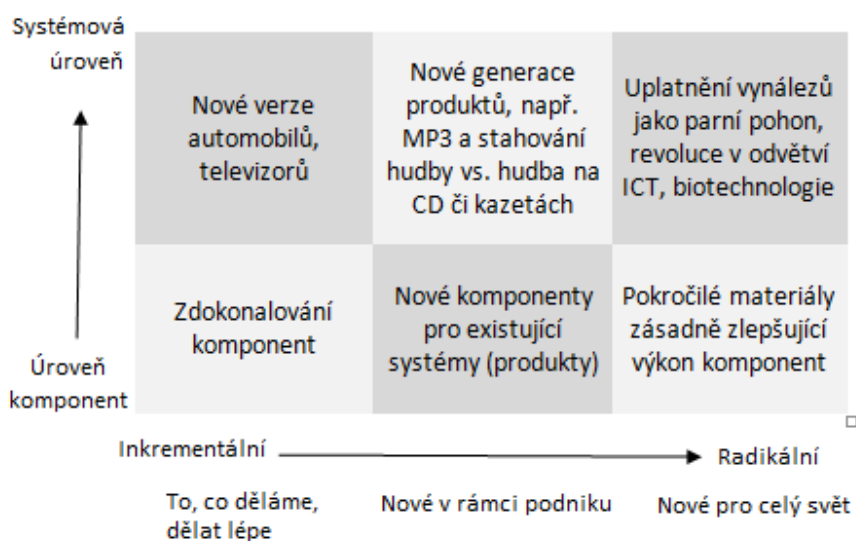 Systémová
úroveň
Nové verze
automobilů,
televizorů
Nové generace
produktů, např.
MP3 a stahování
hudby vs. hudba na
CD či kazetách
Uplatnění vynálezů
jako parní pohon,
revoluce v odvětví
ICT, biotechnologie
Zdokonalování
komponent
Nové komponenty
pro existující
systémy (produkty)
Pokročilé materiály
zásadně zlepšující
výkon komponent
Úroveň
komponent
Inkrementální
Radikální
To, co děláme,
dělat lépe
Nové v rámci podniku
Nové pro celý svět